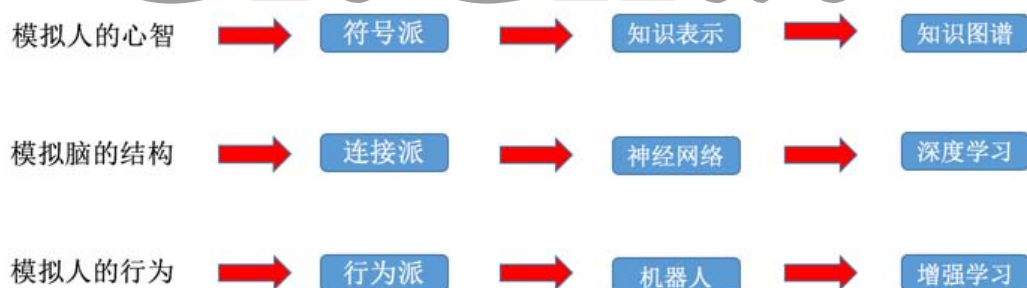 模拟人的心智 符号派 知识表示 知识图谱
模拟脑的结构 连接派 神经网络 深度学习
模拟人的行为 行为派 机器人 增强学习